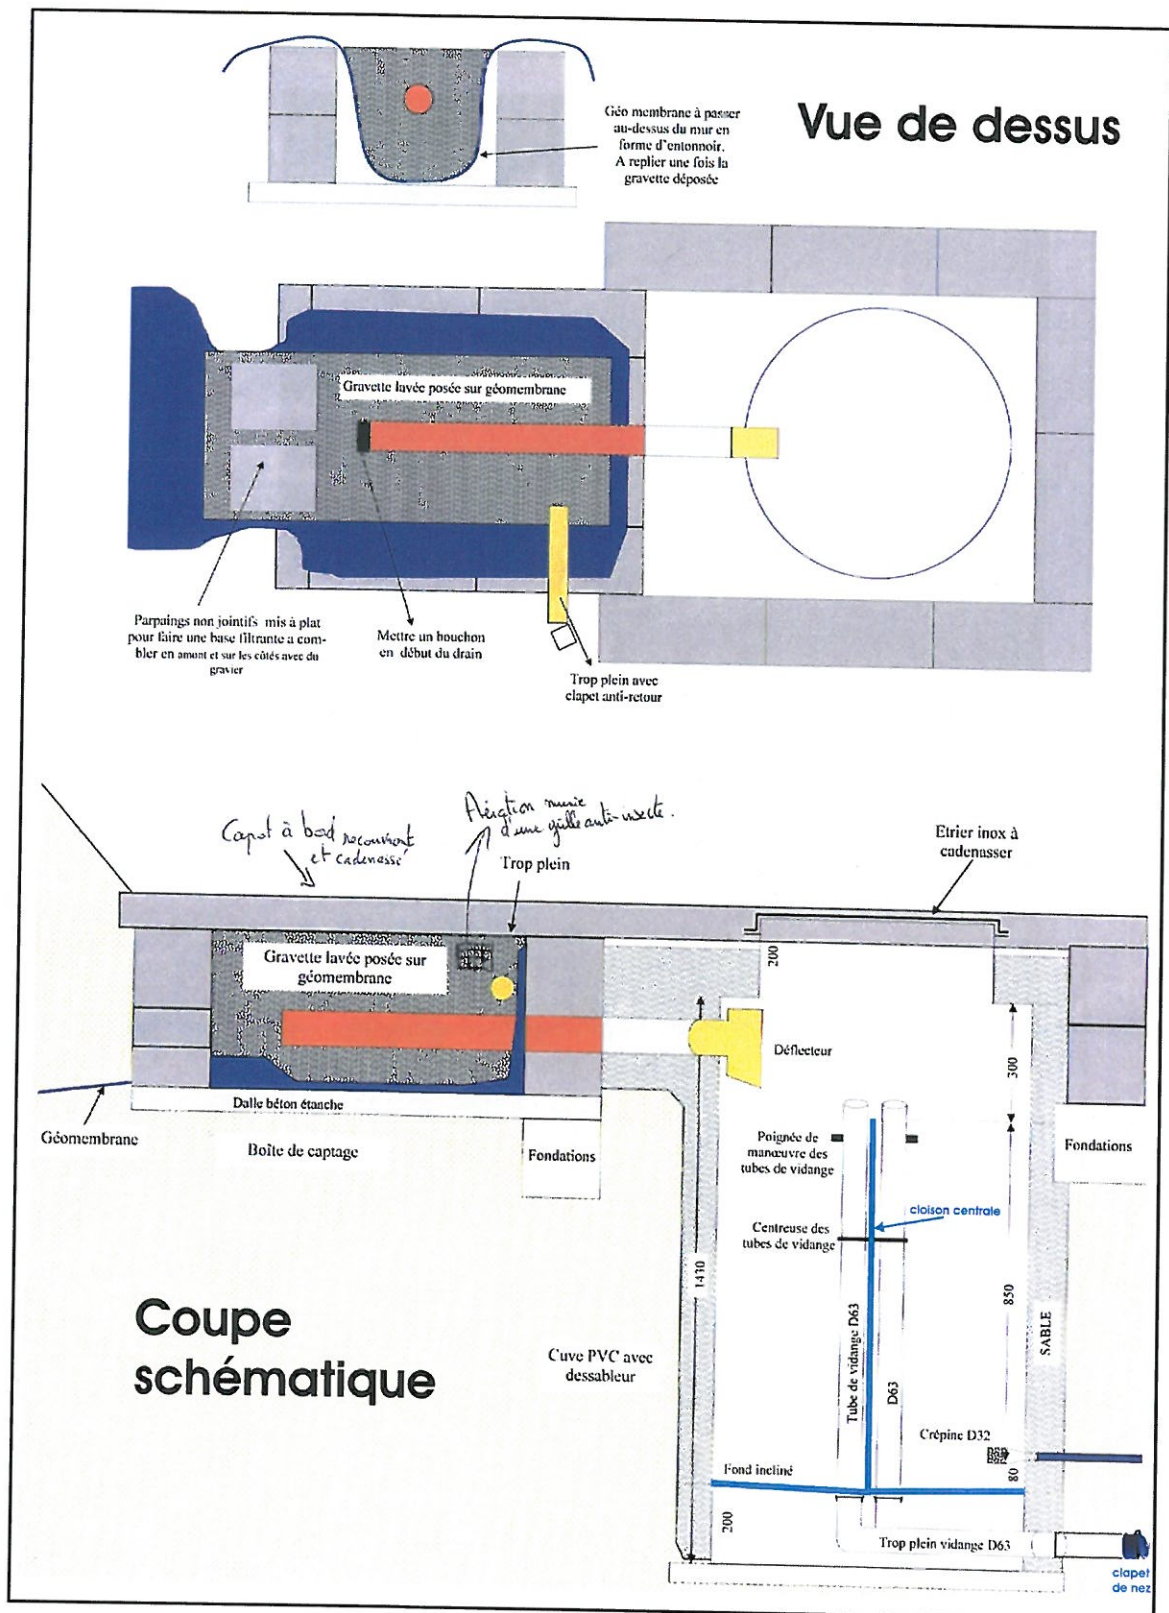 Géo membrane à passer
au-dessus du mur en
forme d'entonnoir.
A replier une fois la
gravette déposée
Vue de dessus
Gravette lavée posée sur géomembrane
Parpaings non jointifs mis à plat
pour faire une base filtrante a com-
bler en amont et sur les côtés avec du
gravier
Mettre un bouchon
en début du drain
Trop plein avec
clapet anti-retour
Capot à bord recouvrant
et cadenassé
Aération munie
d'une grille anti-insecte.
Trop plein
Etrier inox à
cadenasser
Gravette lavée posée sur
géomembrane
200
Déflecteur
300
Dalle béton étanche
Géomembrane
Boîte de captage
Fondations
Poignée de
manœuvre des
tubes de vidange
Fondations
cloison centrale
Centreuse des
tubes de vidange
1430
850
Coupe
schématique
Cuve PVC avec
dessableur
Tube de vidange D63
D63
SABLE
Crépine D32
Fond incliné
80
200
Trop plein vidange D63
clapet
de nez